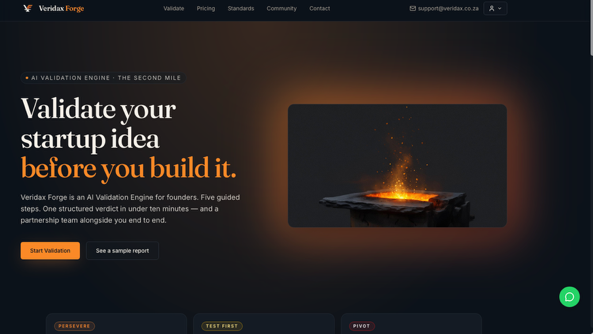 Veridax Forge
Validate
Pricing
Standards
Community
Contact
support@veridax.co.za
AI VALIDATION ENGINE · THE SECOND MILE
Validate your
startup idea
before you build it.
Veridax Forge is an AI Validation Engine for founders. Five guided
steps. One structured verdict in under ten minutes — and a
partnership team alongside you end to end.
Start Validation
See a sample report
PERSEVERE
TEST FIRST
PIVOT